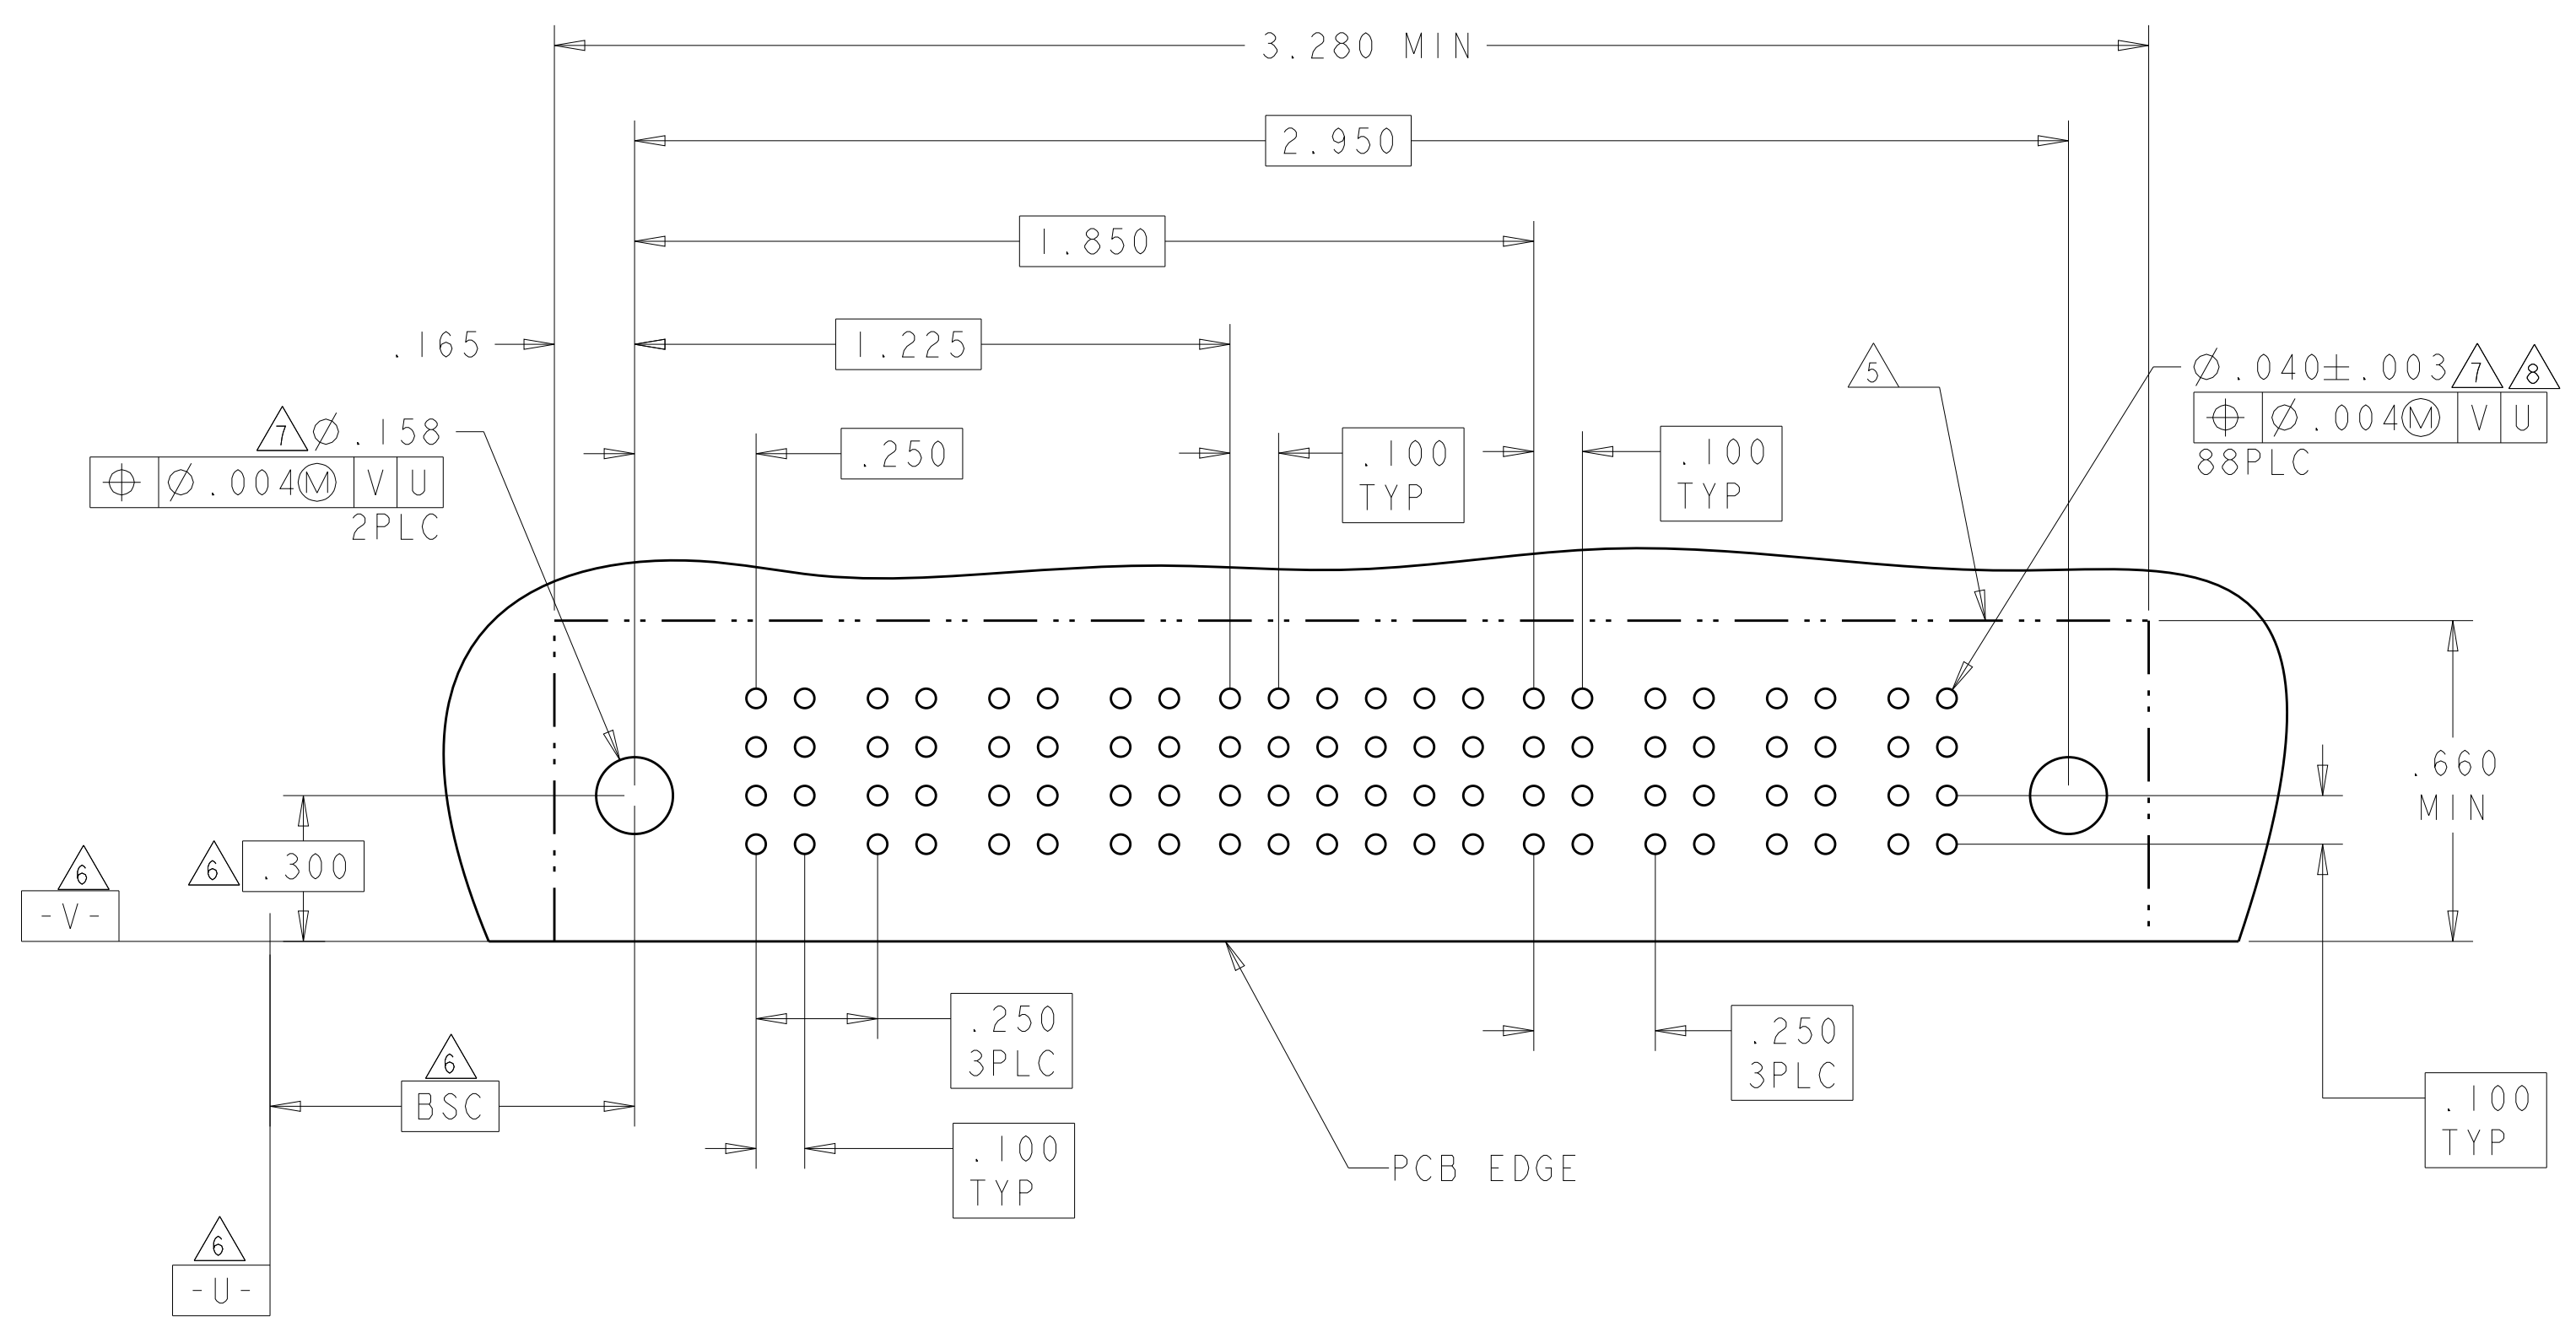 3.280 MIN
2.950
1.850
.165
1.225
5
Ø.040±.003 7 8
⌖ Ø.004Ⓜ V U
88PLC
7 Ø.158
⌖ Ø.004Ⓜ V U
2PLC
.250
.100
TYP
.100
TYP
.660
MIN
6
-V-
6 .300
.250
3PLC
.250
3PLC
6
BSC
.100
TYP
.100
TYP
PCB EDGE
6
-U-